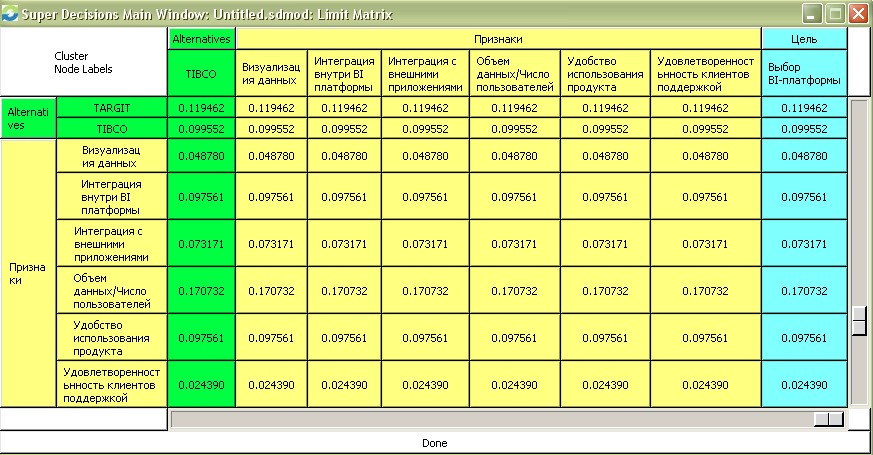 Super Decisions Main Window: Untitled.sdmod: Limit Matrix
Cluster
Node Labels
Alternatives
Признаки
Цель
TIBCO
Визуализац
ия данных
Интеграция
внутри BI
платформы
Интеграция с
внешними
приложениями
Объем
данных/Число
пользователей
Удобство
использования
продукта
Удовлетворенност
ьнность клиентов
поддержкой
Выбор
BI-платформы
Alternati
ves
TARGIT 0.119462 0.119462 0.119462 0.119462 0.119462 0.119462 0.119462 0.119462
TIBCO 0.099552 0.099552 0.099552 0.099552 0.099552 0.099552 0.099552 0.099552
Призна
ки
Визуализац
ия данных
0.048780 0.048780 0.048780 0.048780 0.048780 0.048780 0.048780 0.048780
Интеграция
внутри BI
платформы
0.097561 0.097561 0.097561 0.097561 0.097561 0.097561 0.097561 0.097561
Интеграция с
внешними
приложениями
0.073171 0.073171 0.073171 0.073171 0.073171 0.073171 0.073171 0.073171
Объем
данных/Число
пользователей
0.170732 0.170732 0.170732 0.170732 0.170732 0.170732 0.170732 0.170732
Удобство
использования
продукта
0.097561 0.097561 0.097561 0.097561 0.097561 0.097561 0.097561 0.097561
Удовлетворенност
ьнность клиентов
поддержкой
0.024390 0.024390 0.024390 0.024390 0.024390 0.024390 0.024390 0.024390
Done